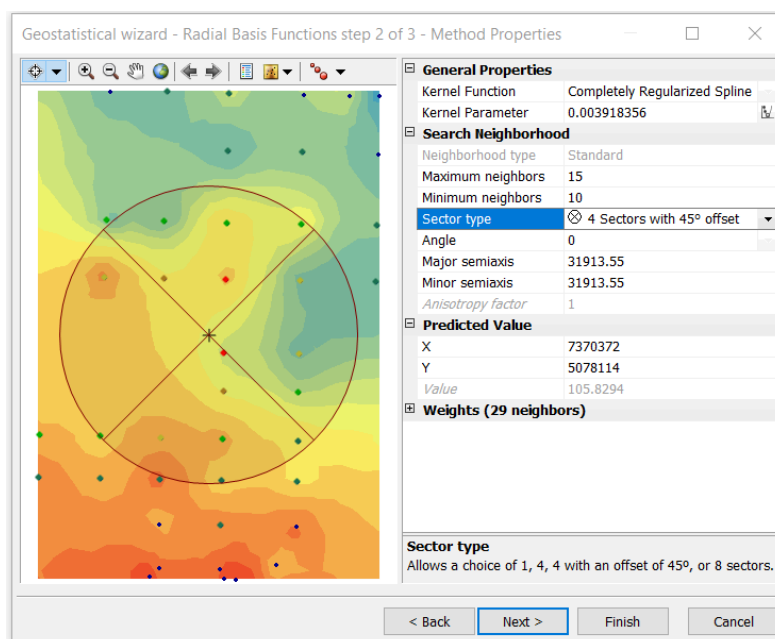 Geostatistical wizard - Radial Basis Functions step 2 of 3 - Method Properties
General Properties
Kernel Function Completely Regularized Spline
Kernel Parameter 0.003918356
Search Neighborhood
Neighborhood type Standard
Maximum neighbors 15
Minimum neighbors 10
Sector type 4 Sectors with 45º offset
Angle 0
Major semiaxis 31913.55
Minor semiaxis 31913.55
Anisotropy factor 1
Predicted Value
X 7370372
Y 5078114
Value 105.8294
Weights (29 neighbors)
Sector type
Allows a choice of 1, 4, 4 with an offset of 45º, or 8 sectors.
< Back Next > Finish Cancel